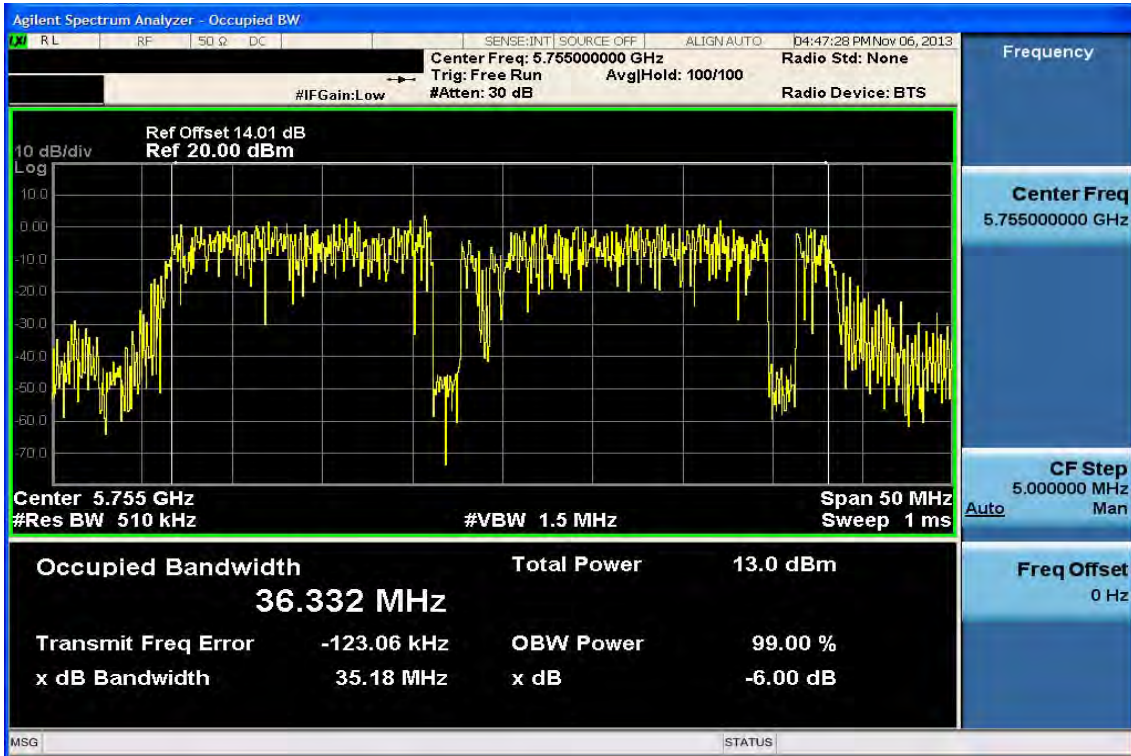 Agilent Spectrum Analyzer - Occupied BW
LXI RL RF 50 Ω DC SENSE:INT SOURCE OFF ALIGN AUTO 04:47:28 PM Nov 06, 2013
Center Freq: 5.755000000 GHz Radio Std: None
Trig: Free Run Avg|Hold: 100/100
#IFGain:Low #Atten: 30 dB Radio Device: BTS
Ref Offset 14.01 dB
10 dB/div Ref 20.00 dBm
Log
10.0
0.00
-10.0
-20.0
-30.0
-40.0
-50.0
-60.0
-70.0
Center 5.755 GHz Span 50 MHz
#Res BW 510 kHz #VBW 1.5 MHz Sweep 1 ms
Occupied Bandwidth Total Power 13.0 dBm
36.332 MHz
Transmit Freq Error -123.06 kHz OBW Power 99.00 %
x dB Bandwidth 35.18 MHz x dB -6.00 dB
MSG STATUS
Frequency
Center Freq
5.755000000 GHz
CF Step
5.000000 MHz
Auto Man
Freq Offset
0 Hz